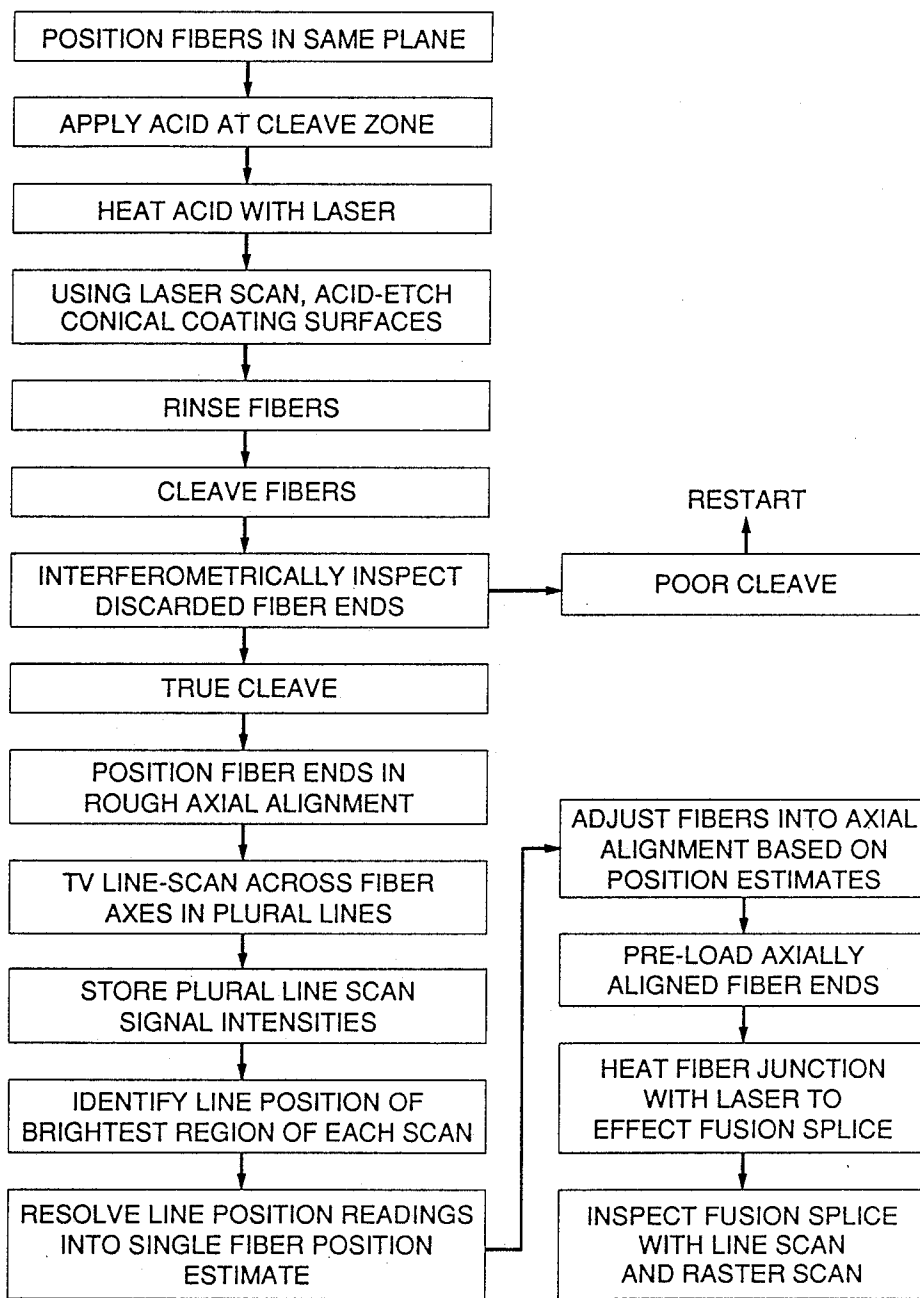 POSITION FIBERS IN SAME PLANE
APPLY ACID AT CLEAVE ZONE
HEAT ACID WITH LASER
USING LASER SCAN, ACID-ETCH
CONICAL COATING SURFACES
RINSE FIBERS
CLEAVE FIBERS
INTERFEROMETRICALLY INSPECT
DISCARDED FIBER ENDS
RESTART
POOR CLEAVE
TRUE CLEAVE
POSITION FIBER ENDS IN
ROUGH AXIAL ALIGNMENT
TV LINE-SCAN ACROSS FIBER
AXES IN PLURAL LINES
STORE PLURAL LINE SCAN
SIGNAL INTENSITIES
IDENTIFY LINE POSITION OF
BRIGHTEST REGION OF EACH SCAN
RESOLVE LINE POSITION READINGS
INTO SINGLE FIBER POSITION
ESTIMATE
ADJUST FIBERS INTO AXIAL
ALIGNMENT BASED ON
POSITION ESTIMATES
PRE-LOAD AXIALLY
ALIGNED FIBER ENDS
HEAT FIBER JUNCTION
WITH LASER TO
EFFECT FUSION SPLICE
INSPECT FUSION SPLICE
WITH LINE SCAN
AND RASTER SCAN